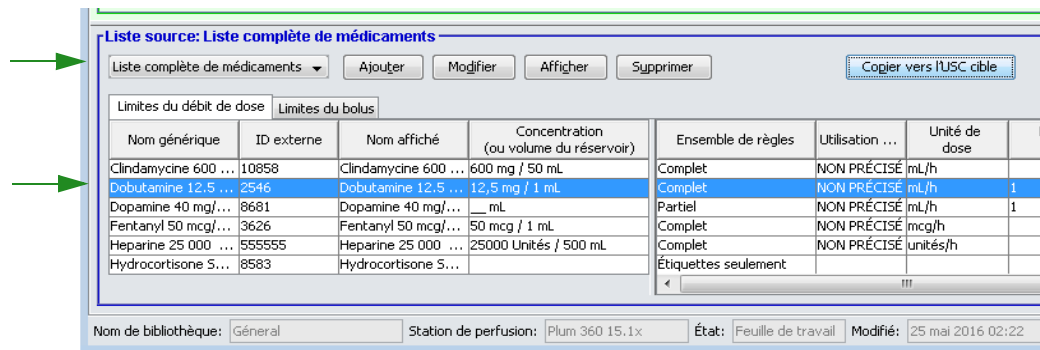 Liste source: Liste complète de médicaments
Liste complète de médicaments Ajouter Modifier Afficher Supprimer Copier vers l'USC cible
Limites du débit de dose Limites du bolus
Nom générique ID externe Nom affiché Concentration (ou volume du réservoir) Ensemble de règles Utilisation ... Unité de dose
Clindamycine 600 ... 10858 Clindamycine 600 ... 600 mg / 50 mL Complet NON PRÉCISÉ mL/h
Dobutamine 12.5 ... 2546 Dobutamine 12.5 ... 12,5 mg / 1 mL Complet NON PRÉCISÉ mL/h 1
Dopamine 40 mg/... 8681 Dopamine 40 mg/... __ mL Partiel NON PRÉCISÉ mL/h 1
Fentanyl 50 mcg/... 3626 Fentanyl 50 mcg/... 50 mcg / 1 mL Complet NON PRÉCISÉ mcg/h
Heparine 25 000 ... 555555 Heparine 25 000 ... 25000 Unités / 500 mL Complet NON PRÉCISÉ unités/h
Hydrocortisone S... 8583 Hydrocortisone S... Étiquettes seulement
Nom de bibliothèque: Géneral Station de perfusion: Plum 360 15.1x État: Feuille de travail Modifié: 25 mai 2016 02:22